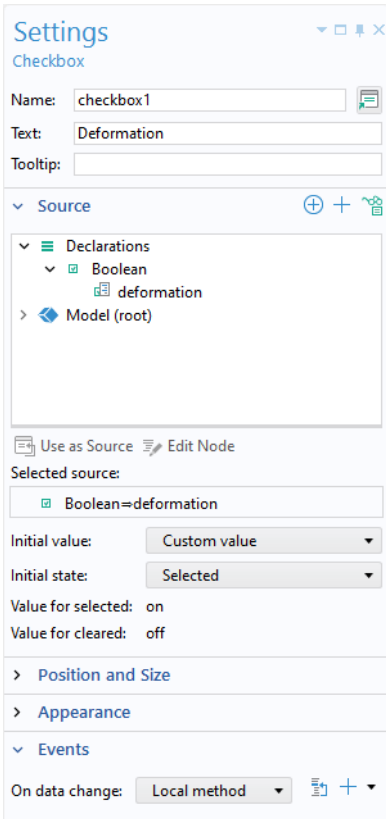 Settings
Checkbox
Name: checkbox1
Text: Deformation
Tooltip:
Source
Declarations
Boolean
deformation
Model (root)
Use as Source Edit Node
Selected source:
Boolean⇒deformation
Initial value: Custom value
Initial state: Selected
Value for selected: on
Value for cleared: off
Position and Size
Appearance
Events
On data change: Local method